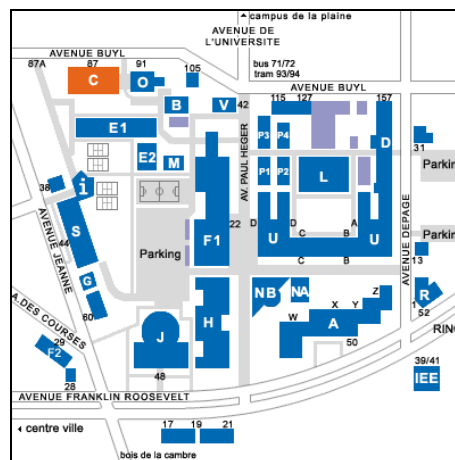 campus de la plaine
AVENUE DE
L'UNIVERSITE
AVENUE BUYL
87A
87
91
105
bus 71/72
tram 93/94
C
O
B
V
42
AVENUE BUYL
115
127
157
E1
E2
M
P3
P4
D
31
Parking
i
38
P1
P2
L
AV. PAUL HEGER
AVENUE JEANNE
S
44
Parking
F1
22
D
D
A
U
C
B
U
C
B
AVENUE DEPAGE
Parking
13
G
60
NB
NA
Z
X
Y
W
A
R
1
52
A.DES COURSES
29
F2
28
J
48
H
50
RING
39/41
IEE
AVENUE FRANKLIN ROOSEVELT
centre ville
17
19
21
bois de la cambre